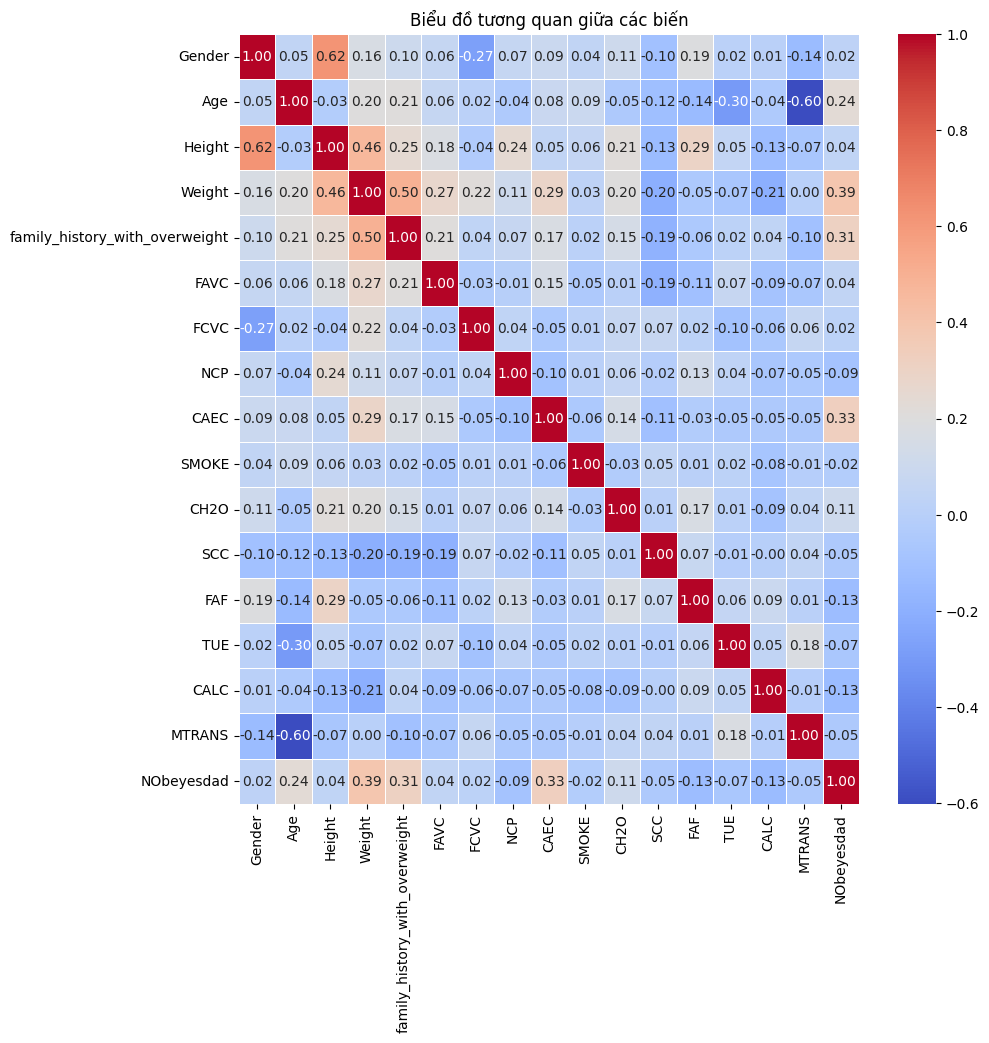 Biểu đồ tương quan giữa các biến
Gender 1.00 0.05 0.62 0.16 0.10 0.06 -0.27 0.07 0.09 0.04 0.11 -0.10 0.19 0.02 0.01 -0.14 0.02
Age 0.05 1.00 -0.03 0.20 0.21 0.06 0.02 -0.04 0.08 0.09 -0.05 -0.12 -0.14 -0.30 -0.04 -0.60 0.24
Height 0.62 -0.03 1.00 0.46 0.25 0.18 -0.04 0.24 0.05 0.06 0.21 -0.13 0.29 0.05 -0.13 -0.07 0.04
Weight 0.16 0.20 0.46 1.00 0.50 0.27 0.22 0.11 0.29 0.03 0.20 -0.20 -0.05 -0.07 -0.21 0.00 0.39
family_history_with_overweight 0.10 0.21 0.25 0.50 1.00 0.21 0.04 0.07 0.17 0.02 0.15 -0.19 -0.06 0.02 0.04 -0.10 0.31
FAVC 0.06 0.06 0.18 0.27 0.21 1.00 -0.03 -0.01 0.15 -0.05 0.01 -0.19 -0.11 0.07 -0.09 -0.07 0.04
FCVC -0.27 0.02 -0.04 0.22 0.04 -0.03 1.00 0.04 -0.05 0.01 0.07 0.07 0.02 -0.10 -0.06 0.06 0.02
NCP 0.07 -0.04 0.24 0.11 0.07 -0.01 0.04 1.00 -0.10 0.01 0.06 -0.02 0.13 0.04 -0.07 -0.05 -0.09
CAEC 0.09 0.08 0.05 0.29 0.17 0.15 -0.05 -0.10 1.00 -0.06 0.14 -0.11 -0.03 -0.05 -0.05 -0.05 0.33
SMOKE 0.04 0.09 0.06 0.03 0.02 -0.05 0.01 0.01 -0.06 1.00 -0.03 0.05 0.01 0.02 -0.08 -0.01 -0.02
CH2O 0.11 -0.05 0.21 0.20 0.15 0.01 0.07 0.06 0.14 -0.03 1.00 0.01 0.17 0.01 -0.09 0.04 0.11
SCC -0.10 -0.12 -0.13 -0.20 -0.19 -0.19 0.07 -0.02 -0.11 0.05 0.01 1.00 0.07 -0.01 -0.00 0.04 -0.05
FAF 0.19 -0.14 0.29 -0.05 -0.06 -0.11 0.02 0.13 -0.03 0.01 0.17 0.07 1.00 0.06 0.09 0.01 -0.13
TUE 0.02 -0.30 0.05 -0.07 0.02 0.07 -0.10 0.04 -0.05 0.02 0.01 -0.01 0.06 1.00 0.05 0.18 -0.07
CALC 0.01 -0.04 -0.13 -0.21 0.04 -0.09 -0.06 -0.07 -0.05 -0.08 -0.09 -0.00 0.09 0.05 1.00 -0.01 -0.13
MTRANS -0.14 -0.60 -0.07 0.00 -0.10 -0.07 0.06 -0.05 -0.05 -0.01 0.04 0.04 0.01 0.18 -0.01 1.00 -0.05
NObeyesdad 0.02 0.24 0.04 0.39 0.31 0.04 0.02 -0.09 0.33 -0.02 0.11 -0.05 -0.13 -0.07 -0.13 -0.05 1.00
Gender
Age
Height
Weight
family_history_with_overweight
FAVC
FCVC
NCP
CAEC
SMOKE
CH2O
SCC
FAF
TUE
CALC
MTRANS
NObeyesdad
1.0
0.8
0.6
0.4
0.2
0.0
−0.2
−0.4
−0.6